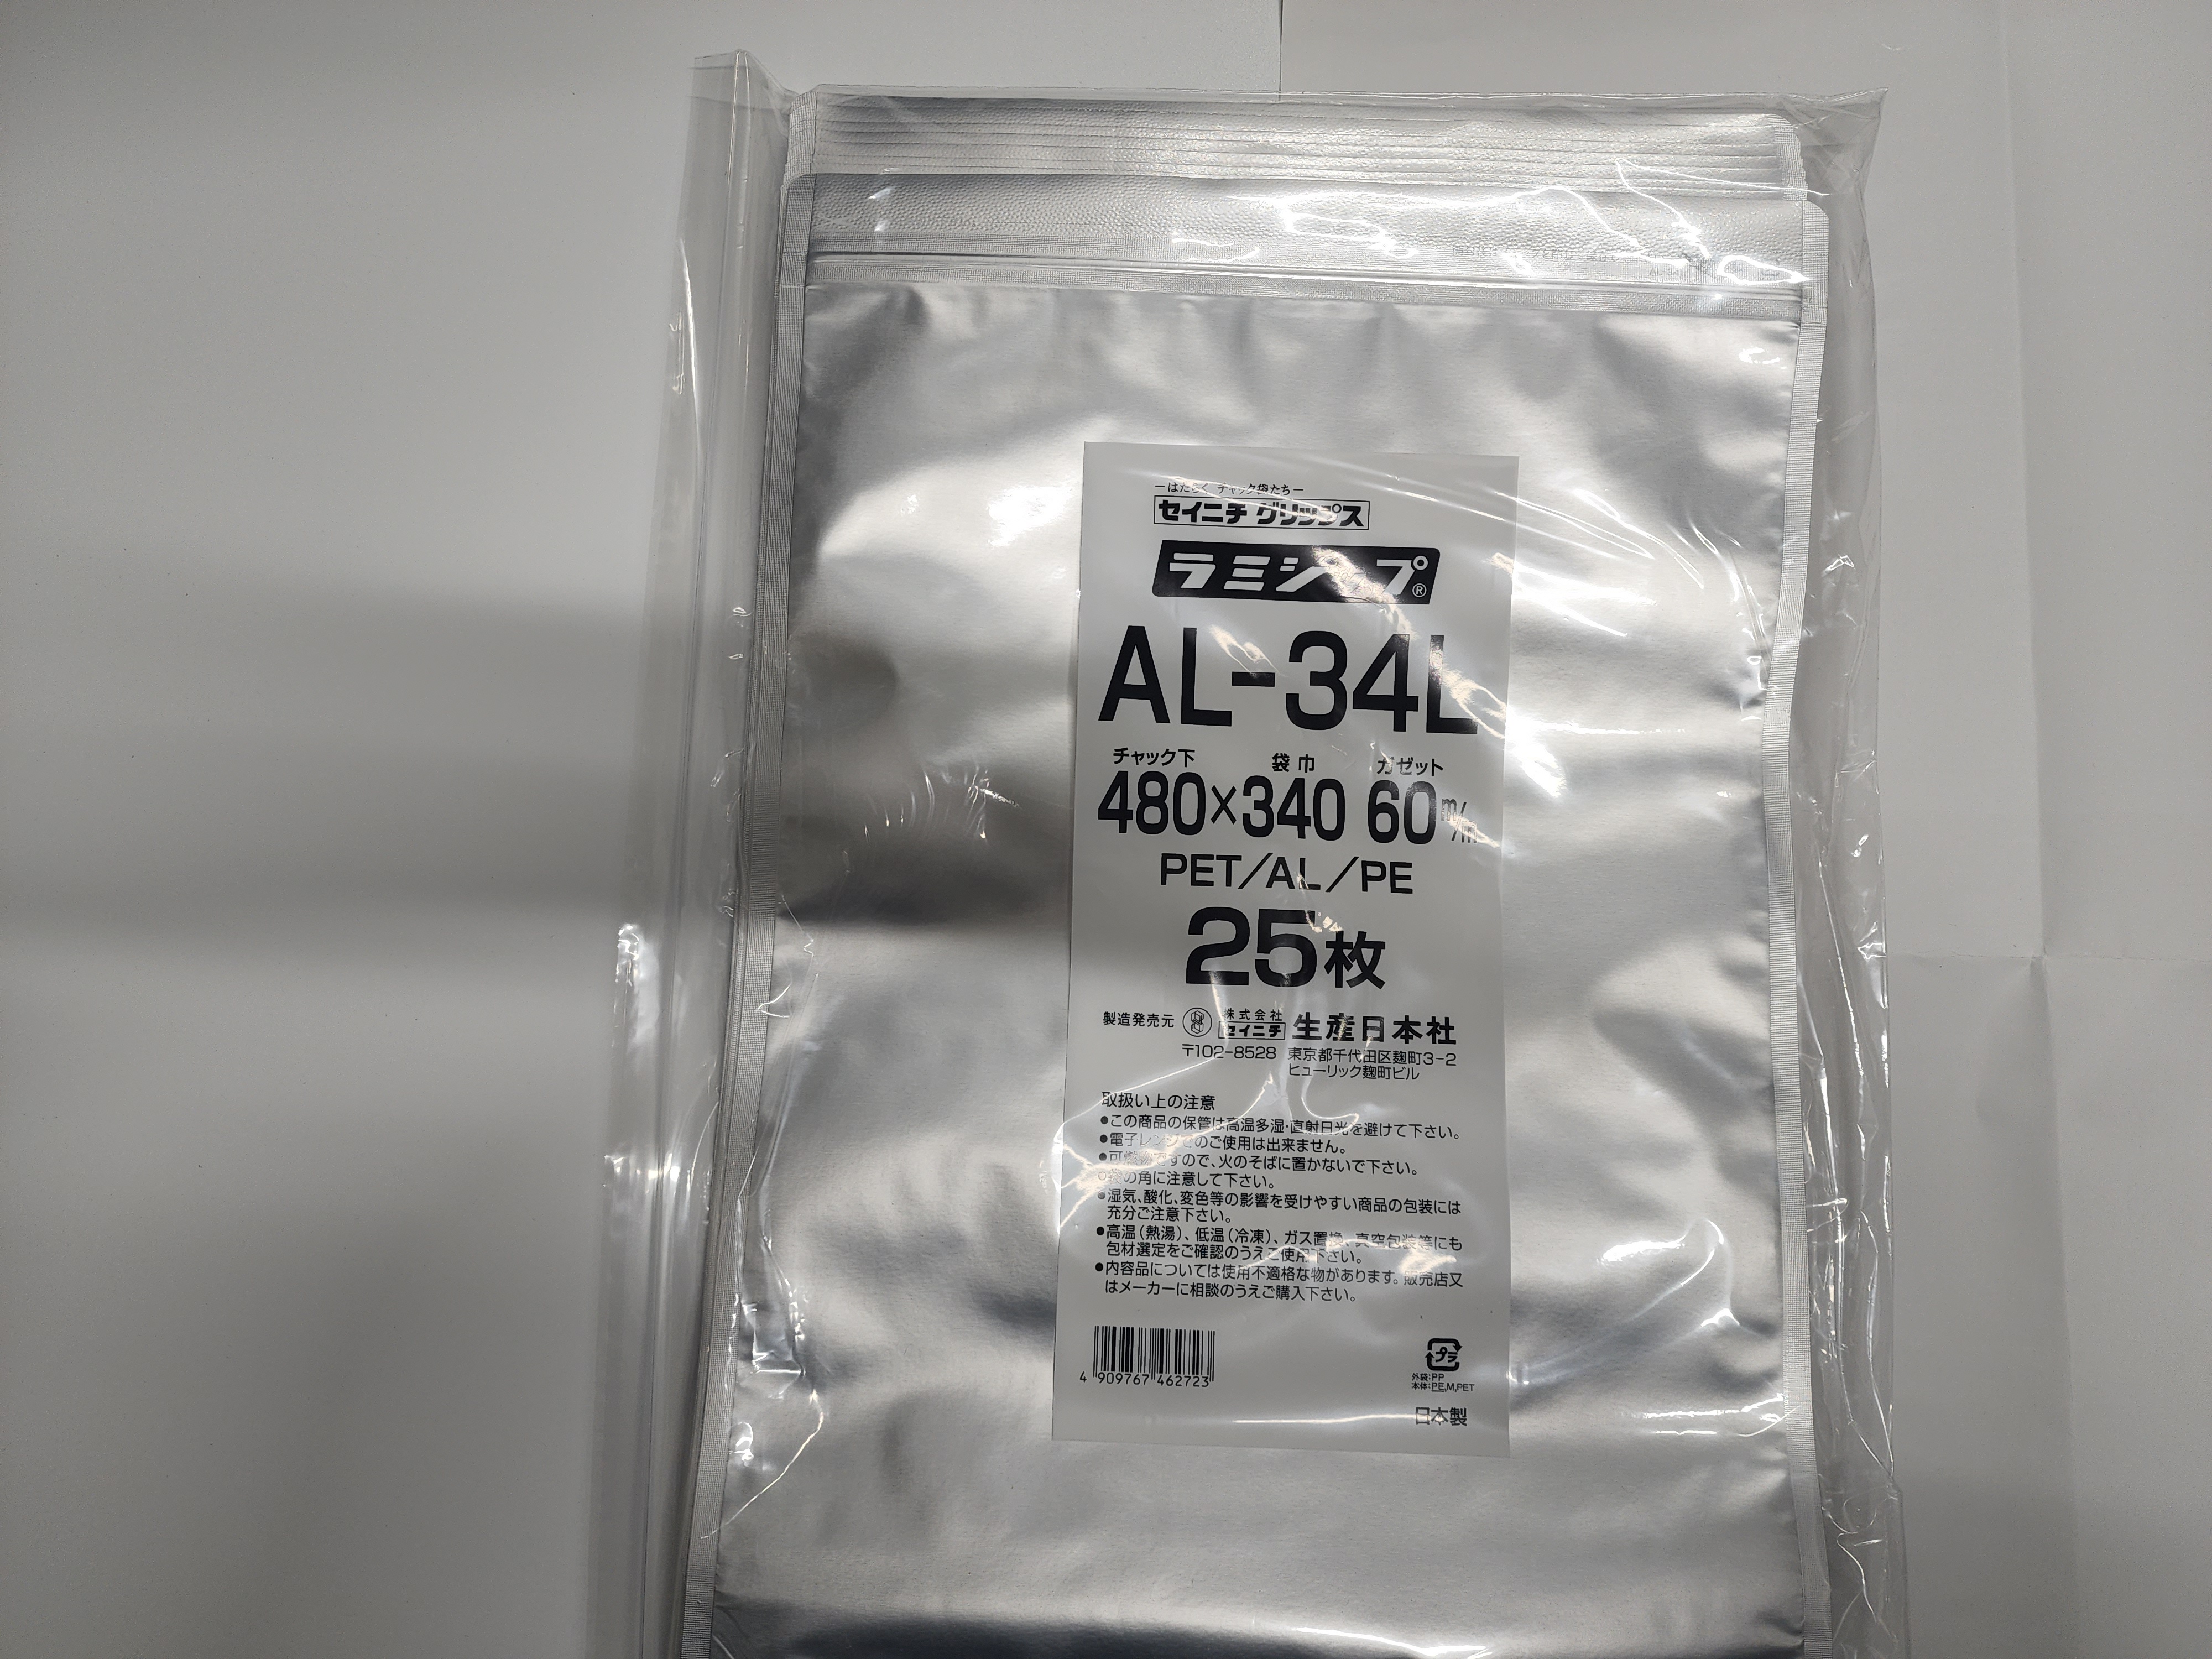 ―はたらく チャック袋たち―
セイニチ グリップス
ラミジップ®
AL-34L
チャック下 袋巾 ガゼット
480×340 60m/m
PET/AL/PE
25枚
製造発売元 株式会社 セイニチ 生産日本社
〒102-8528 東京都千代田区麹町3-2
ヒューリック麹町ビル
取扱い上の注意
●この商品の保管は高温多湿・直射日光を避けて下さい。
●電子レンジでのご使用は出来ません。
●可燃物ですので、火のそばに置かないで下さい。
●袋の角に注意して下さい。
●湿気、酸化、変色等の影響を受けやすい商品の包装には
充分ご注意下さい。
●高温(熱湯)、低温(冷凍)、ガス置換、真空包装等にも
包材選定をご確認のうえご使用下さい。
●内容品については使用不適格な物があります。販売店又
はメーカーに相談のうえご購入下さい。
4 909767 462723
プラ
外袋:PP
本体:PE,M,PET
日本製